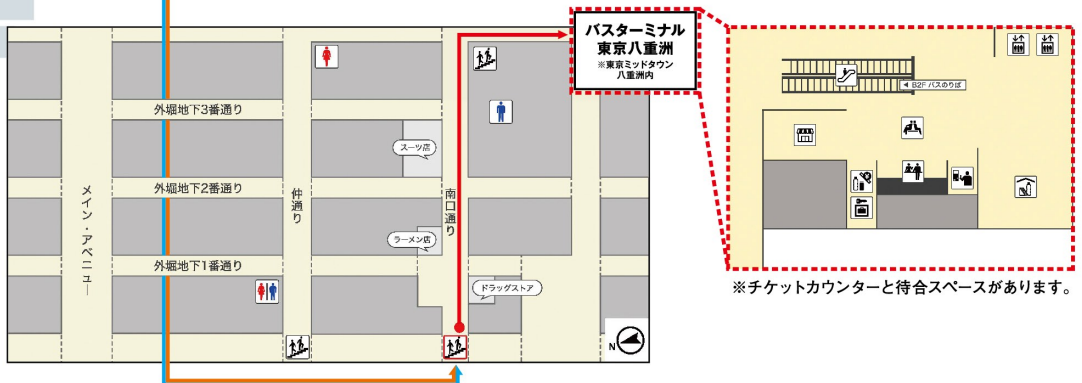 バスターミナル
東京八重洲
※東京ミッドタウン
八重洲内
外堀地下3番通り
スーツ店
外堀地下2番通り
メイン・アベニュー
仲通り
南口通り
ラーメン店
外堀地下1番通り
ドラッグストア
N
◀ B2F バスのりば
※チケットカウンターと待合スペースがあります。